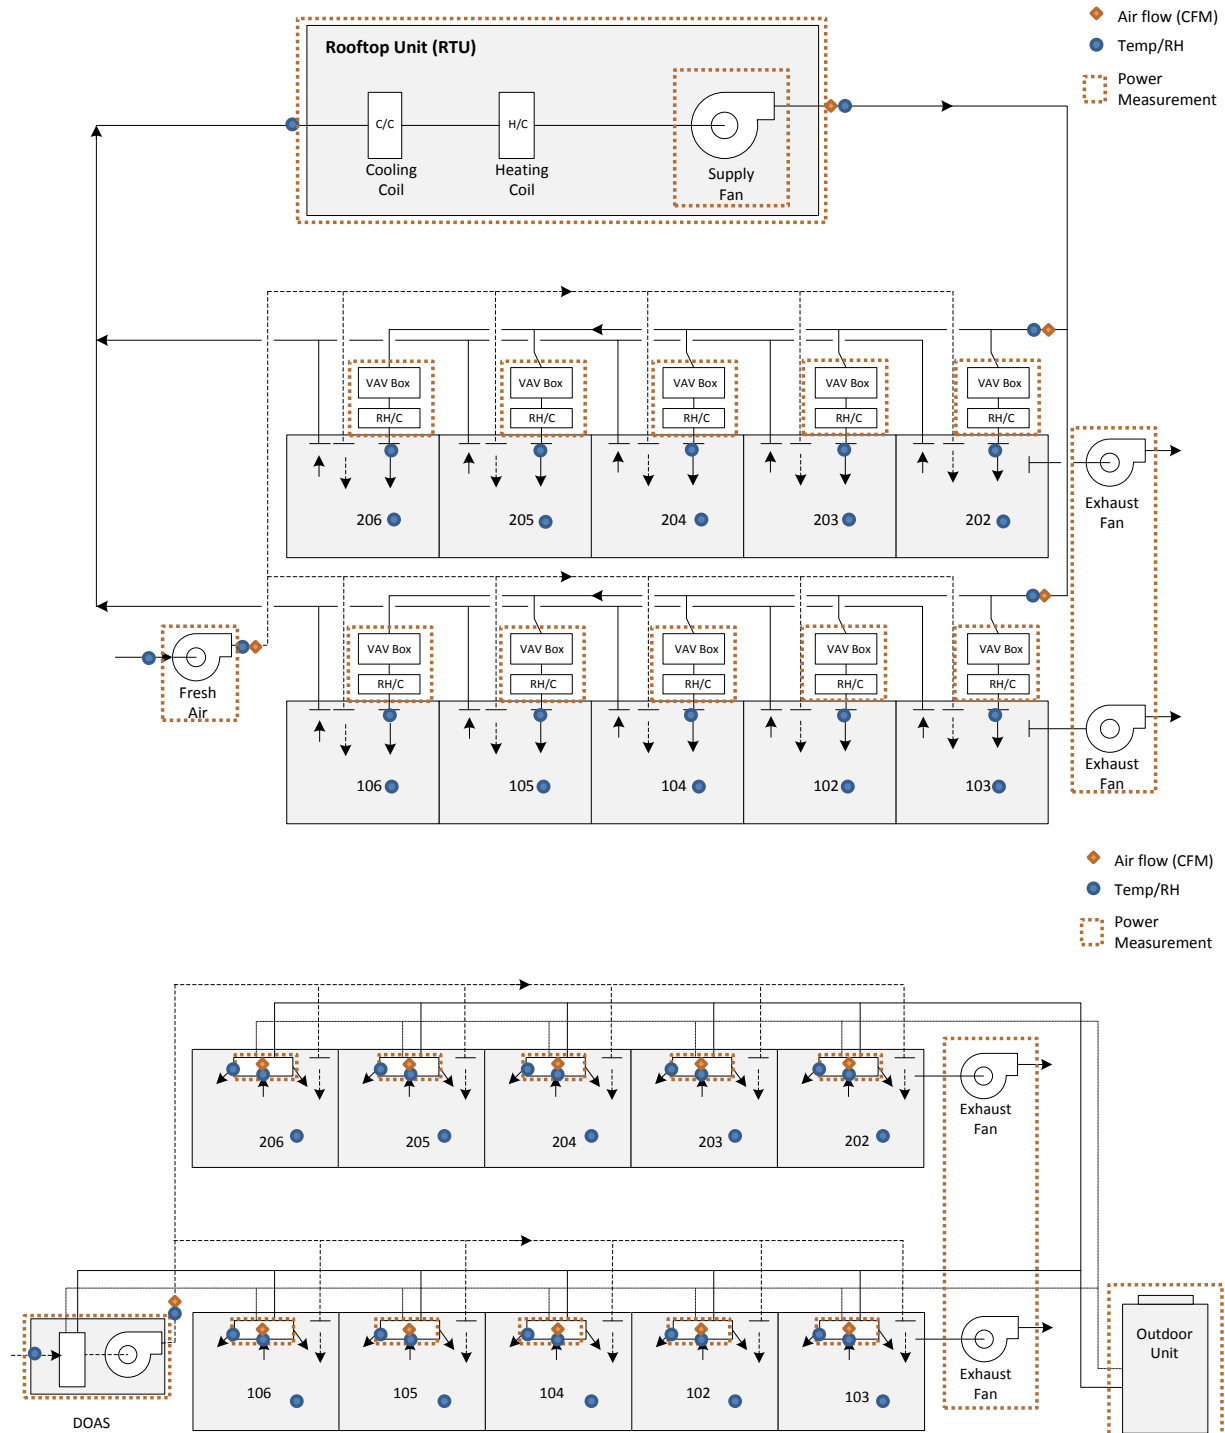 Air flow (CFM)
Temp/RH
Power
Measurement
Rooftop Unit (RTU)
C/C
H/C
Cooling
Coil
Heating
Coil
Supply
Fan
VAV Box
VAV Box
VAV Box
VAV Box
VAV Box
RH/C
RH/C
RH/C
RH/C
RH/C
206
205
204
203
202
Exhaust
Fan
VAV Box
VAV Box
VAV Box
VAV Box
VAV Box
RH/C
RH/C
RH/C
RH/C
RH/C
Fresh
Air
106
105
104
102
103
Exhaust
Fan
Air flow (CFM)
Temp/RH
Power
Measurement
206
205
204
203
202
Exhaust
Fan
Outdoor
Unit
106
105
104
102
103
Exhaust
Fan
DOAS